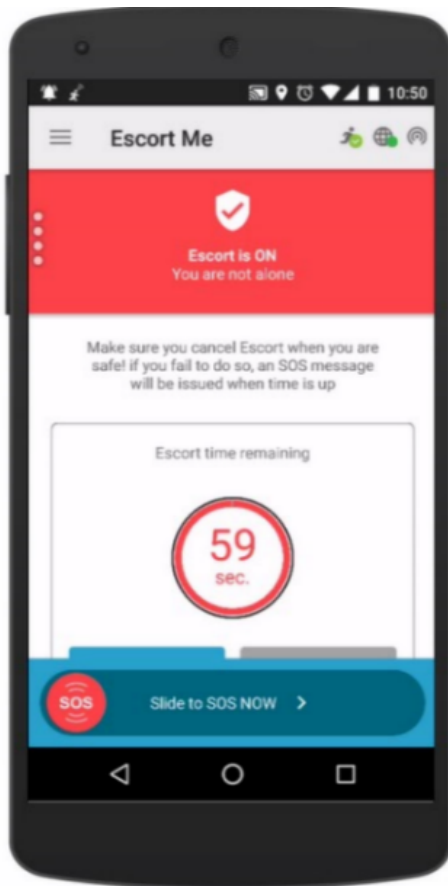 10:50
Escort Me
Escort is ON
You are not alone
Make sure you cancel Escort when you are
safe! if you fail to do so, an SOS message
will be issued when time is up
Escort time remaining
59
sec.
SOS
Slide to SOS NOW >